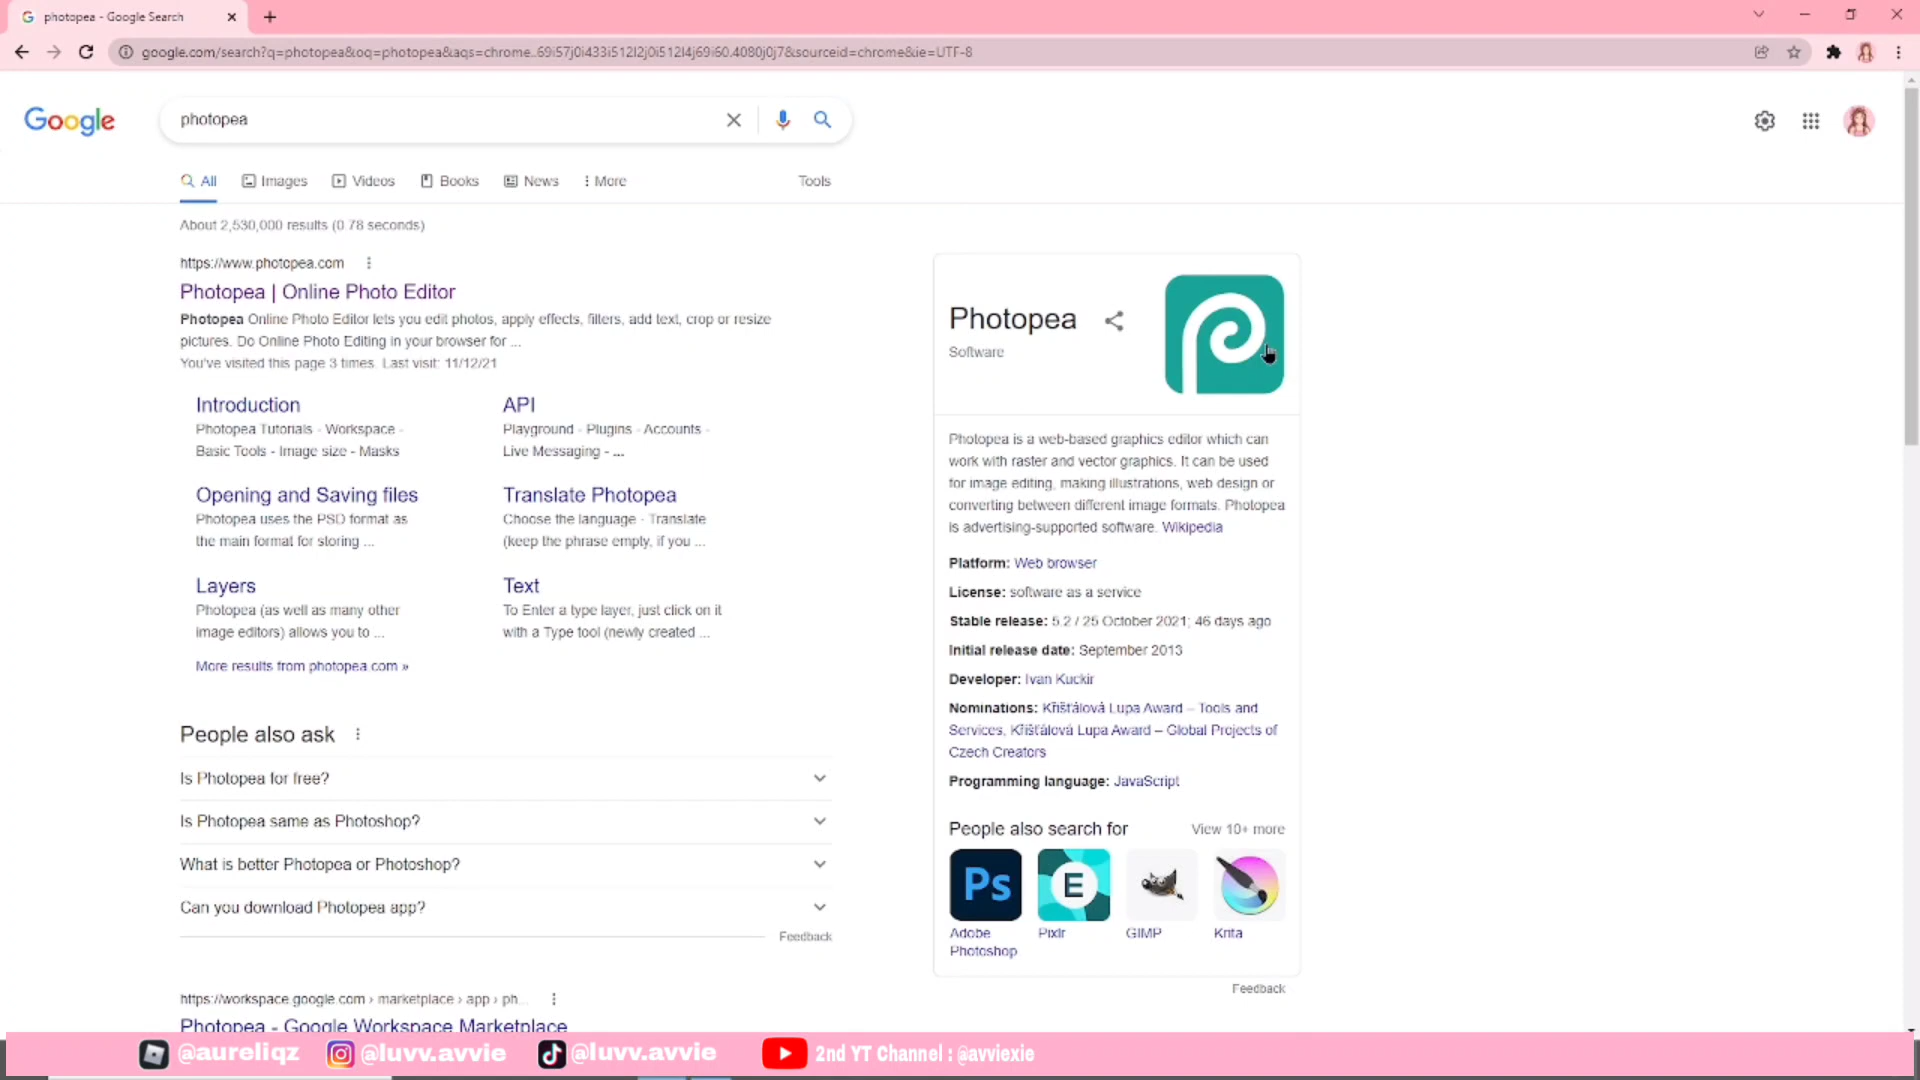 photopea - Google Search
google.com/search?q=photopea&oq=photopea&aqs=chrome..69i57j0i433i512l2j0i512l4j69i60.4080j0j7&sourceid=chrome&ie=UTF-8
Google
photopea
All
Images
Videos
Books
News
More
Tools
About 2,530,000 results (0.78 seconds)
https://www.photopea.com
Photopea | Online Photo Editor
Photopea Online Photo Editor lets you edit photos, apply effects, filters, add text, crop or resize
pictures. Do Online Photo Editing in your browser for ...
You've visited this page 3 times. Last visit: 11/12/21
Introduction
Photopea Tutorials - Workspace -
Basic Tools - Image size - Masks
API
Playground - Plugins - Accounts -
Live Messaging - ...
Opening and Saving files
Photopea uses the PSD format as
the main format for storing ...
Translate Photopea
Choose the language - Translate
(keep the phrase empty, if you ...
Layers
Photopea (as well as many other
image editors) allows you to ...
Text
To Enter a type layer, just click on it
with a Type tool (newly created ...
More results from photopea.com »
People also ask
Is Photopea for free?
Is Photopea same as Photoshop?
What is better Photopea or Photoshop?
Can you download Photopea app?
Feedback
https://workspace.google.com › marketplace › app › ph...
Photopea - Google Workspace Marketplace
Photopea
Software
Photopea is a web-based graphics editor which can
work with raster and vector graphics. It can be used
for image editing, making illustrations, web design or
converting between different image formats. Photopea
is advertising-supported software. Wikipedia
Platform: Web browser
License: software as a service
Stable release: 5.2 / 25 October 2021; 46 days ago
Initial release date: September 2013
Developer: Ivan Kuckir
Nominations: Křišťálová Lupa Award – Tools and
Services, Křišťálová Lupa Award – Global Projects of
Czech Creators
Programming language: JavaScript
People also search for
View 10+ more
Ps
E
Adobe
Photoshop
Pixlr
GIMP
Krita
Feedback
@aureliqz
@luvv.avvie
@luvv.avvie
2nd YT Channel : @avviexie